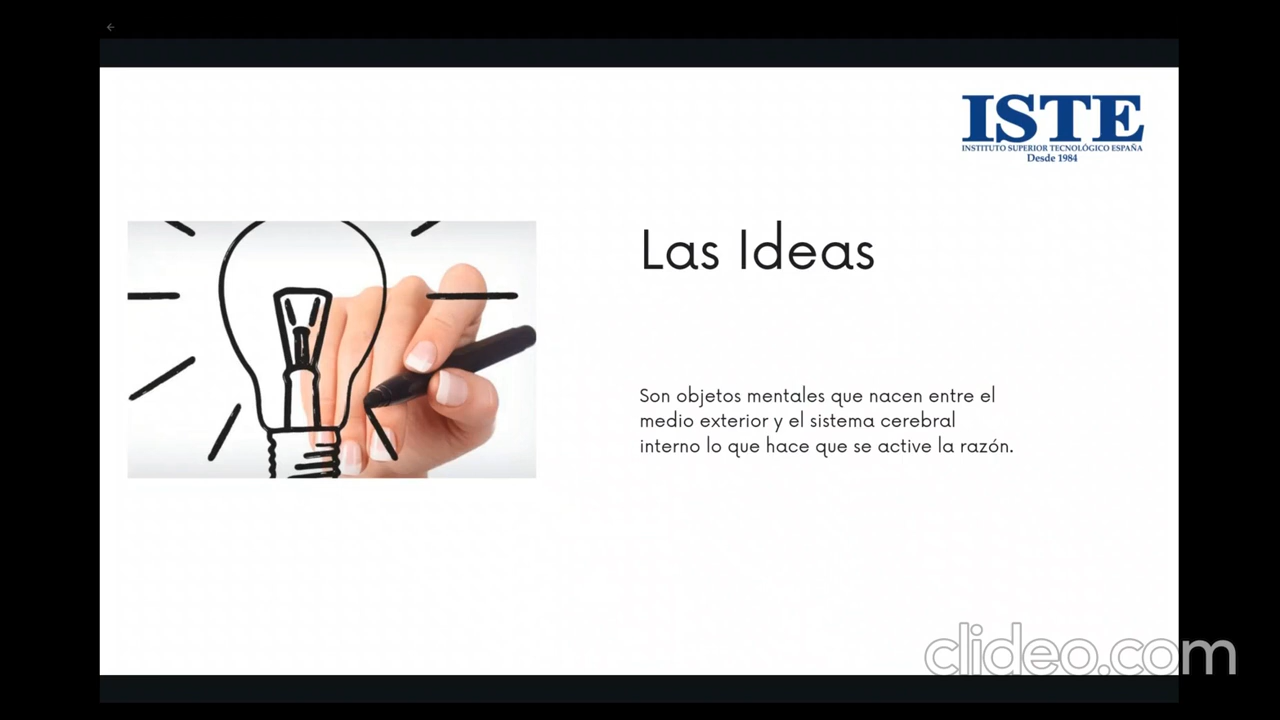 ISTE
INSTITUTO SUPERIOR TECNOLÓGICO ESPAÑA
Desde 1984
Las Ideas
Son objetos mentales que nacen entre el
medio exterior y el sistema cerebral
interno lo que hace que se active la razón.
clideo.com